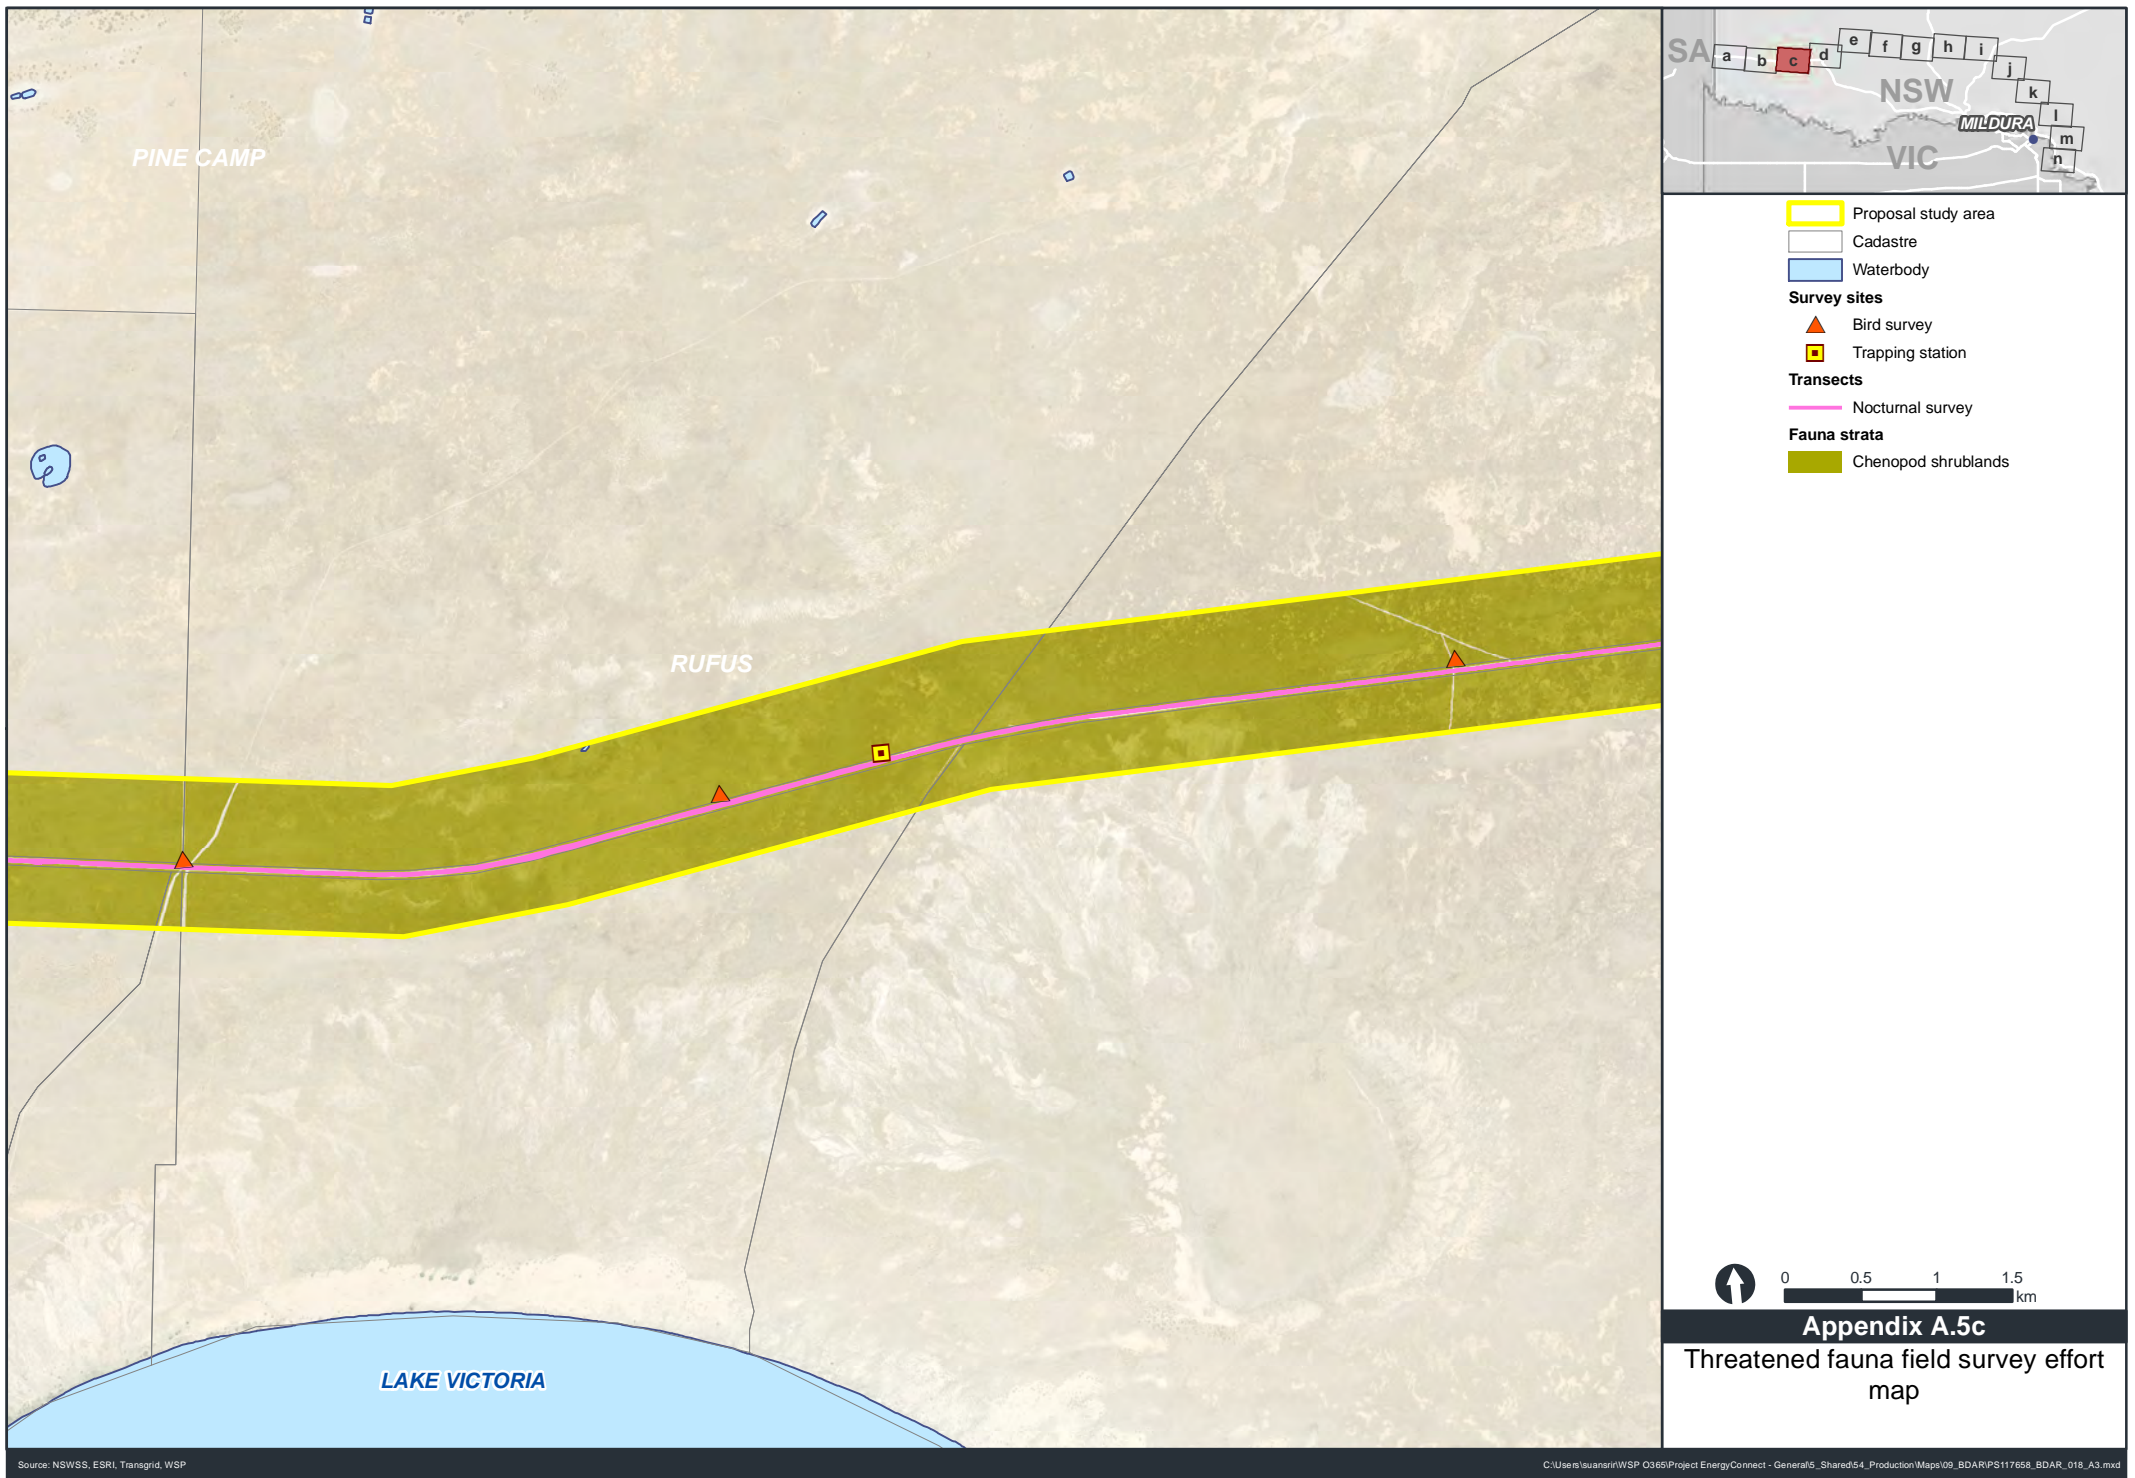 PINE CAMP
RUFUS
LAKE VICTORIA
SA
a
b
c
d
e
f
g
h
i
j
k
l
m
n
NSW
MILDURA
VIC
Proposal study area
Cadastre
Waterbody
Survey sites
Bird survey
Trapping station
Transects
Nocturnal survey
Fauna strata
Chenopod shrublands
0 0.5 1 1.5
km
Appendix A.5c
Threatened fauna field survey effort
map
Source: NSWSS, ESRI, Transgrid, WSP
C:\Users\suansrir\WSP O365\Project EnergyConnect - General\5_Shared\54_Production\Maps\09_BDAR\PS117658_BDAR_018_A3.mxd